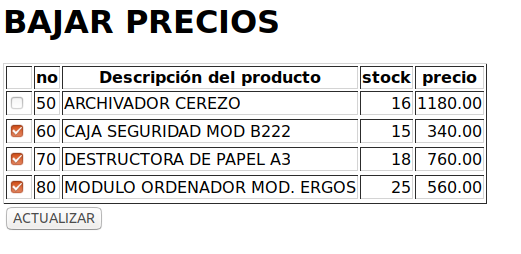 BAJAR PRECIOS
no Descripción del producto stock precio
50 ARCHIVADOR CEREZO 16 1180.00
60 CAJA SEGURIDAD MOD B222 15 340.00
70 DESTRUCTORA DE PAPEL A3 18 760.00
80 MODULO ORDENADOR MOD. ERGOS 25 560.00
ACTUALIZAR